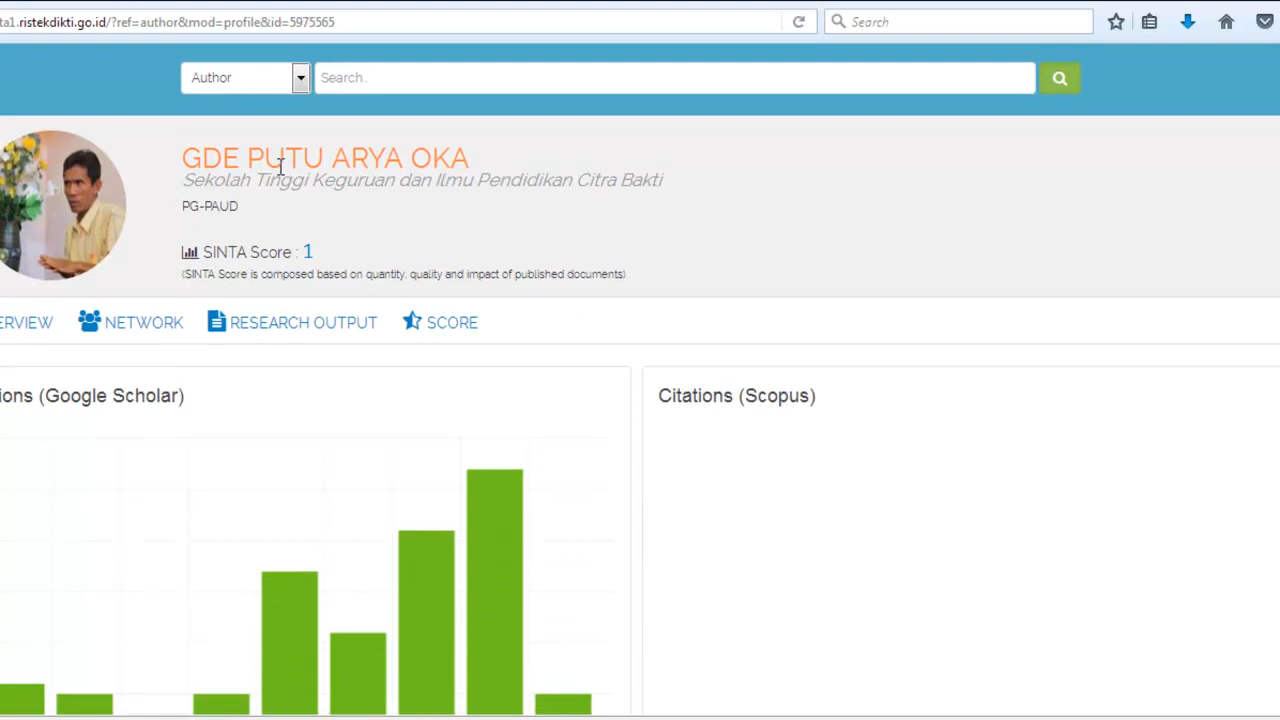 ta1.ristekdikti.go.id/?ref=author&mod=profile&id=5975565
Search
Author
Search..
GDE PUTU ARYA OKA
Sekolah Tinggi Keguruan dan Ilmu Pendidikan Citra Bakti
PG-PAUD
SINTA Score : 1
(SINTA Score is composed based on quantity, quality and impact of published documents)
ERVIEW NETWORK RESEARCH OUTPUT SCORE
ions (Google Scholar)
Citations (Scopus)